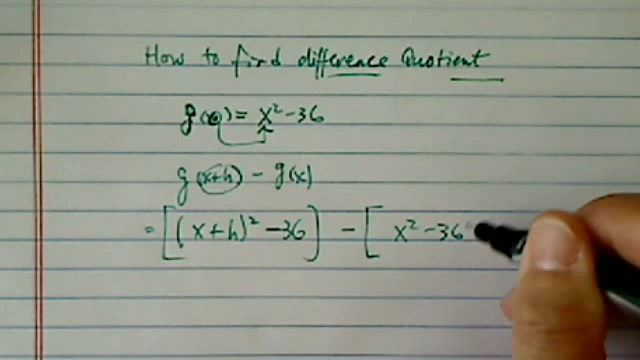 How to find difference Quotient
g(x) = x² - 36
g(x+h) - g(x)
= [(x+h)² - 36] - [x² - 36